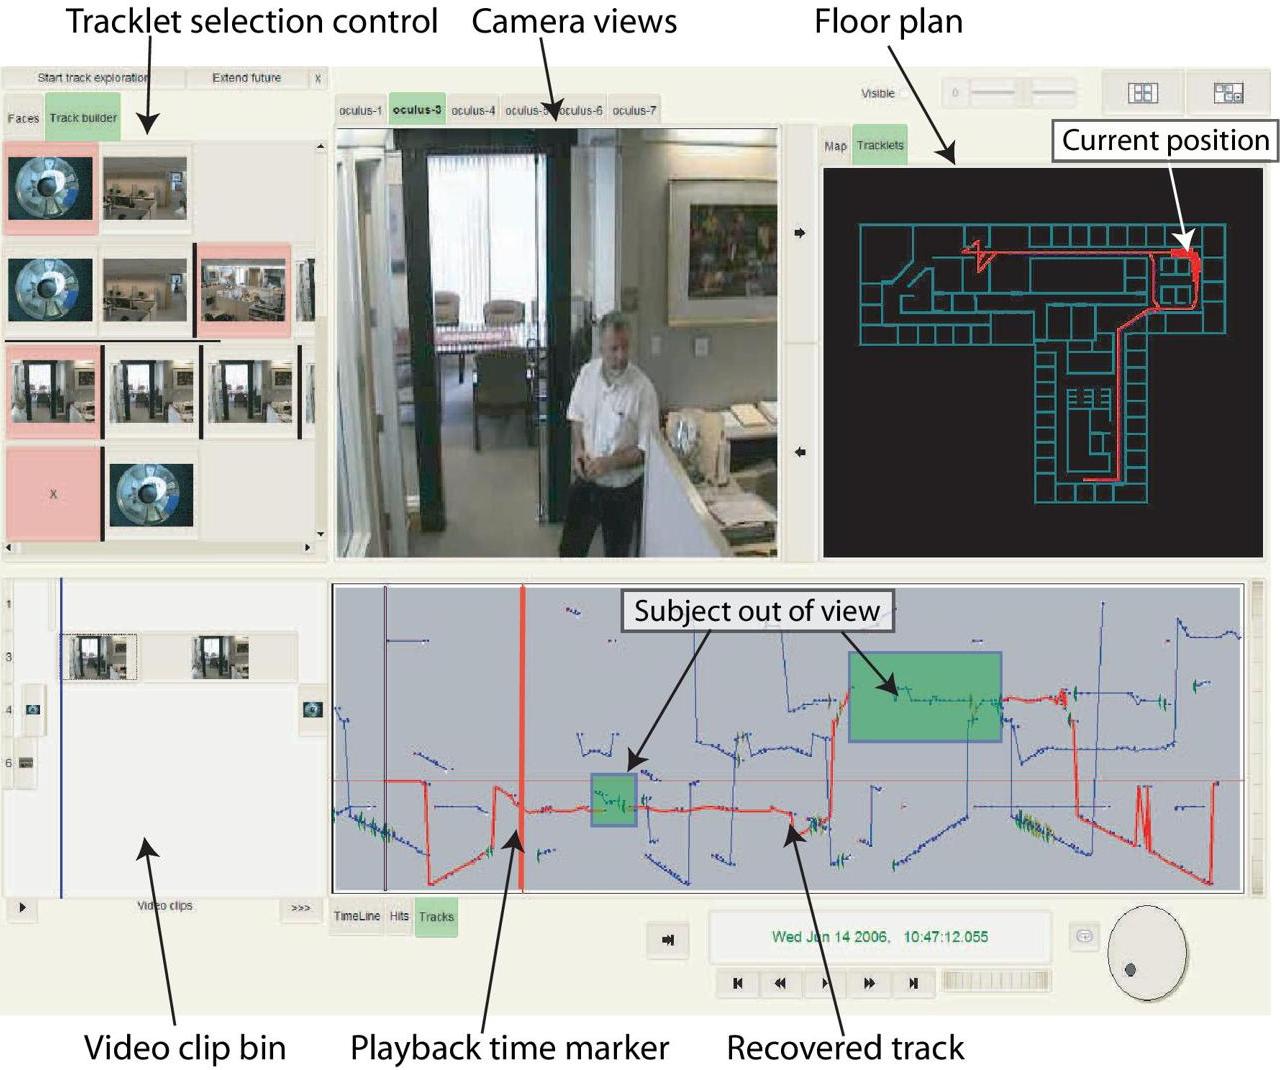 Tracklet selection control
Camera views
Floor plan
Start track exploration
Extend future
X
Visible
0
Faces
Track builder
oculus-1
oculus-3
oculus-4
oculus-6
oculus-7
Map
Tracklets
Current position
X
1
3
4
6
Subject out of view
Video clips
>>>
TimeLine
Hits
Tracks
Wed Jun 14 2006, 10:47:12.055
Video clip bin
Playback time marker
Recovered track